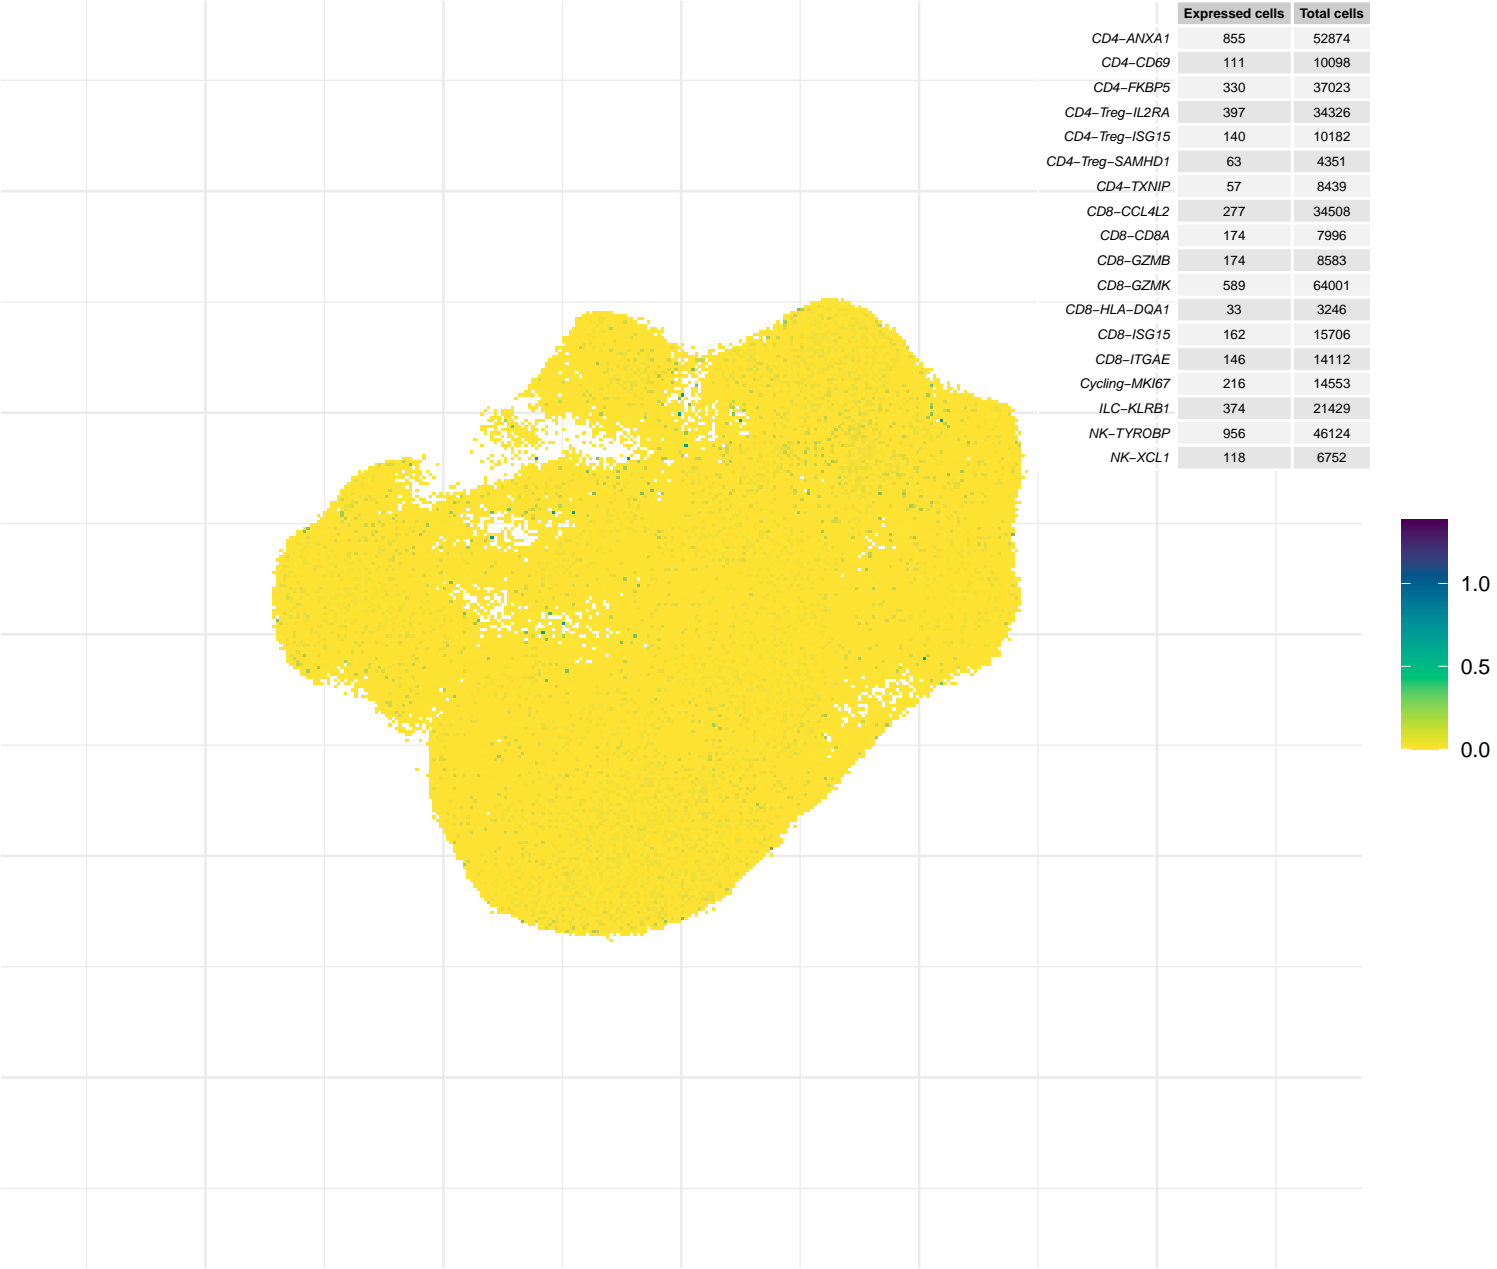 Expressed cells Total cells
CD4−ANXA1 855 52874
CD4−CD69 111 10098
CD4−FKBP5 330 37023
CD4−Treg−IL2RA 397 34326
CD4−Treg−ISG15 140 10182
CD4−Treg−SAMHD1 63 4351
CD4−TXNIP 57 8439
CD8−CCL4L2 277 34508
CD8−CD8A 174 7996
CD8−GZMB 174 8583
CD8−GZMK 589 64001
CD8−HLA−DQA1 33 3246
CD8−ISG15 162 15706
CD8−ITGAE 146 14112
Cycling−MKI67 216 14553
ILC−KLRB1 374 21429
NK−TYROBP 956 46124
NK−XCL1 118 6752
1.0
0.5
0.0